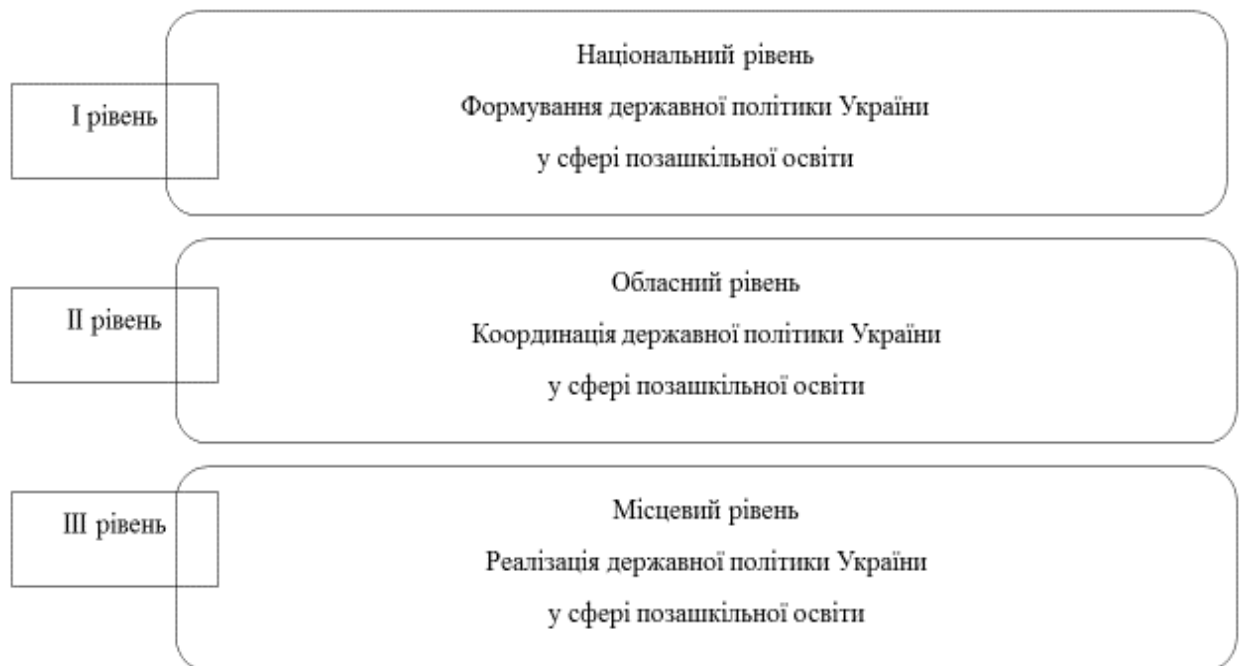 І рівень
Національний рівень
Формування державної політики України
у сфері позашкільної освіти
ІІ рівень
Обласний рівень
Координація державної політики України
у сфері позашкільної освіти
ІІІ рівень
Місцевий рівень
Реалізація державної політики України
у сфері позашкільної освіти